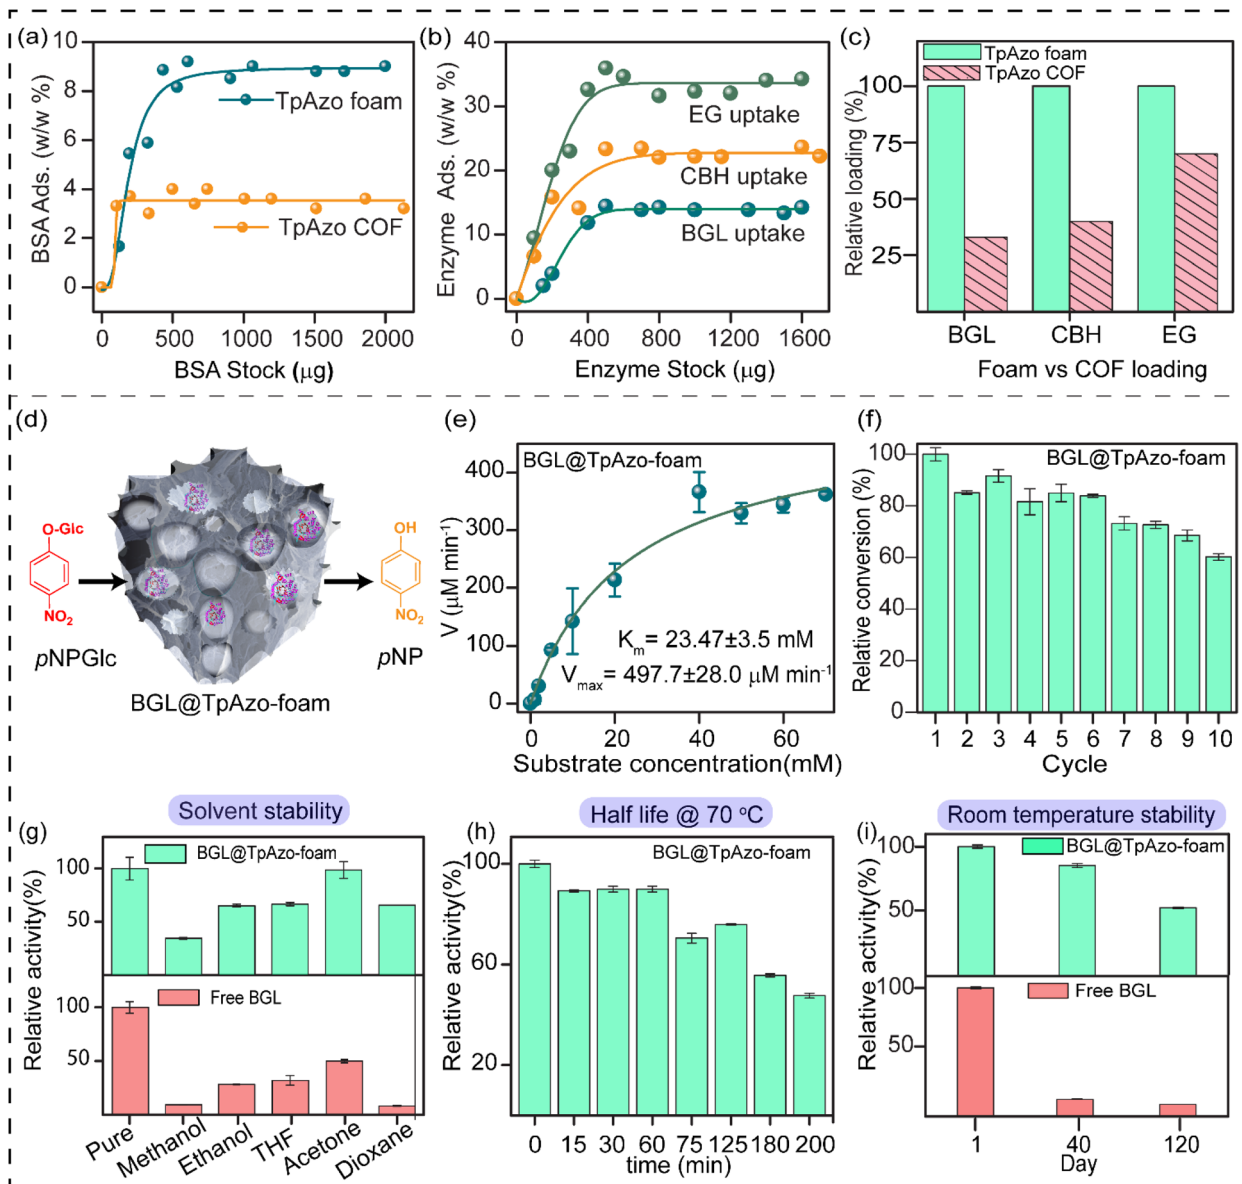 (a)
10
8
6
4
2
0
BSA Ads. (w/w %)
TpAzo foam
TpAzo COF
0 500 1000 1500 2000
BSA Stock (µg)
(b)
40
30
20
10
0
Enzyme Ads. (w/w %)
EG uptake
CBH uptake
BGL uptake
0 400 800 1200 1600
Enzyme Stock (µg)
(c)
TpAzo foam
TpAzo COF
100
75
50
25
Relative loading (%)
BGL CBH EG
Foam vs COF loading
(d)
O-Glc
NO2
pNPGlc
OH
NO2
pNP
BGL@TpAzo-foam
(e)
BGL@TpAzo-foam
400
300
200
100
0
V (µM min-1)
Km= 23.47±3.5 mM
Vmax= 497.7±28.0 µM min-1
0 20 40 60
Substrate concentration(mM)
(f)
BGL@TpAzo-foam
100
80
60
40
20
0
Relative conversion (%)
1 2 3 4 5 6 7 8 9 10
Cycle
Solvent stability
(g)
BGL@TpAzo-foam
100
50
Free BGL
100
50
Relative activity(%)
Pure Methanol Ethanol THF Acetone Dioxane
Half life @ 70 °C
(h)
BGL@TpAzo-foam
100
60
20
Relative activity(%)
0 15 30 60 75 125 180 200
time (min)
Room temperature stability
(i)
BGL@TpAzo-foam
100
50
Free BGL
100
50
Relative activity(%)
1 40 120
Day